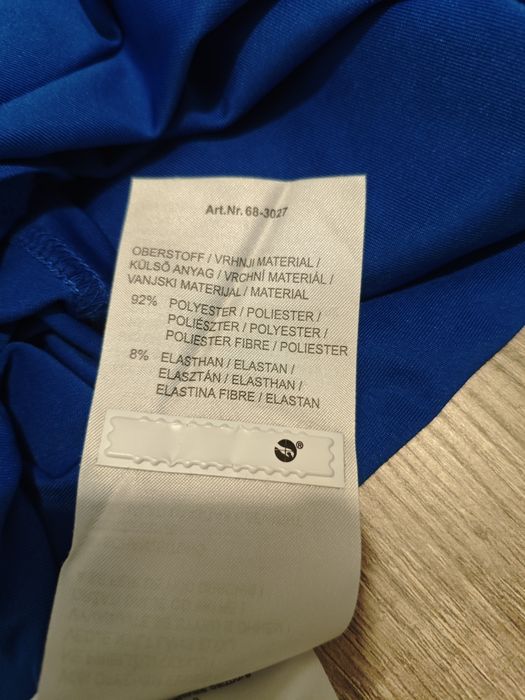 Art.Nr. 68-3027
OBERSTOFF / VRHNJI MATERIAL /
KÜLSŐ ANYAG / VRCHNÍ MATERIÁL /
VANJSKI MATERIJAL / MATERIAL
92% POLYESTER / POLIESTER /
POLIÉSZTER / POLYESTER /
POLIESTER FIBRE / POLIESTER
8% ELASTHAN / ELASTAN /
ELASZTÁN / ELASTHAN /
ELASTINA FIBRE / ELASTAN
®